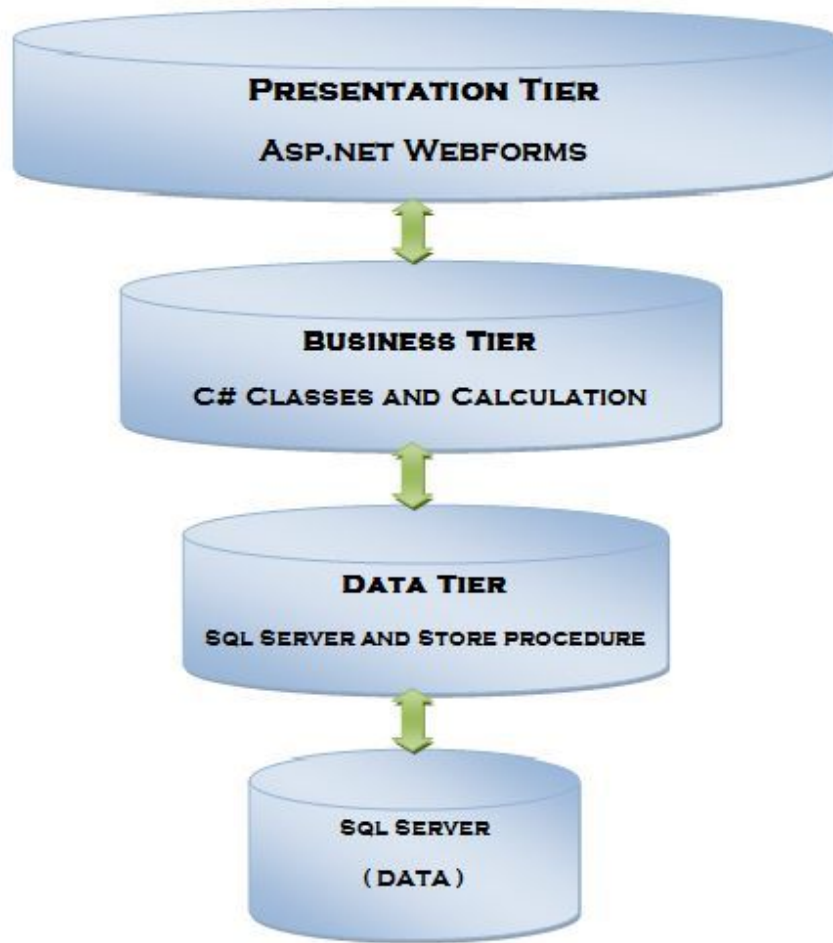 Presentation Tier
Asp.net Webforms
Business Tier
C# Classes and Calculation
Data Tier
Sql Server and Store procedure
Sql Server
(DATA)